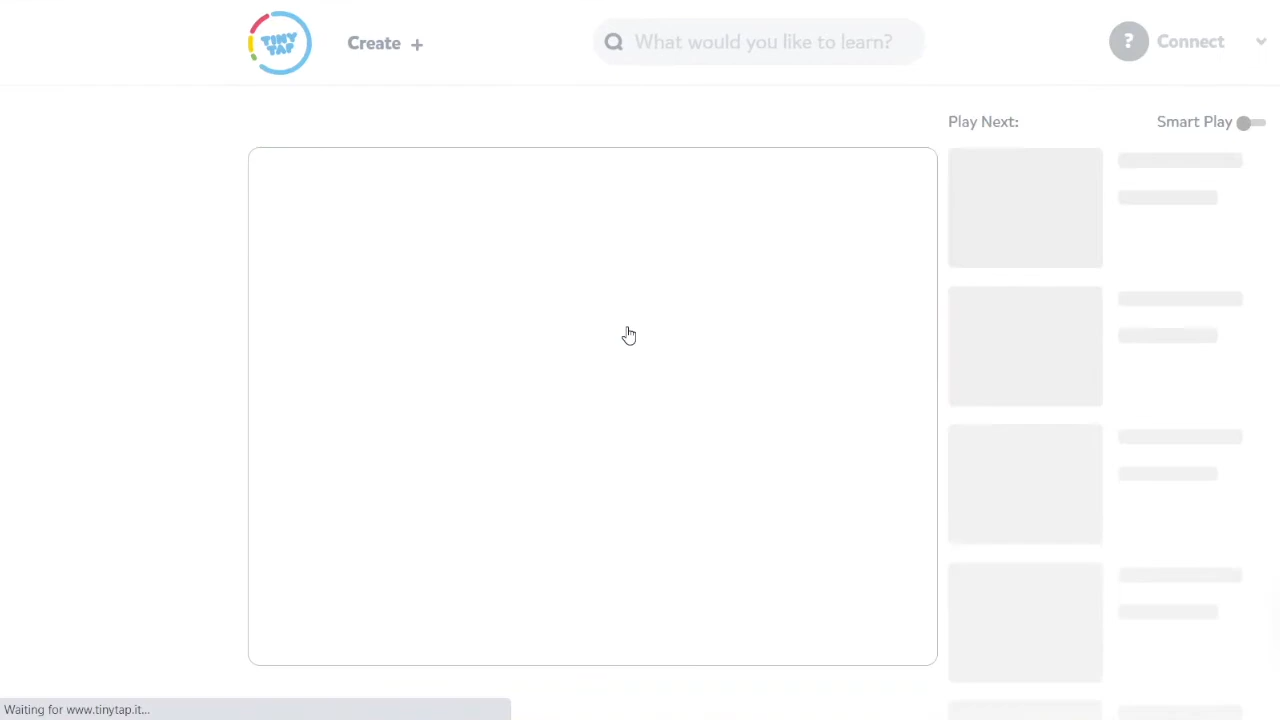 TINY
TAP
Create +
What would you like to learn?
? Connect
Play Next:
Smart Play
Waiting for www.tinytap.it...